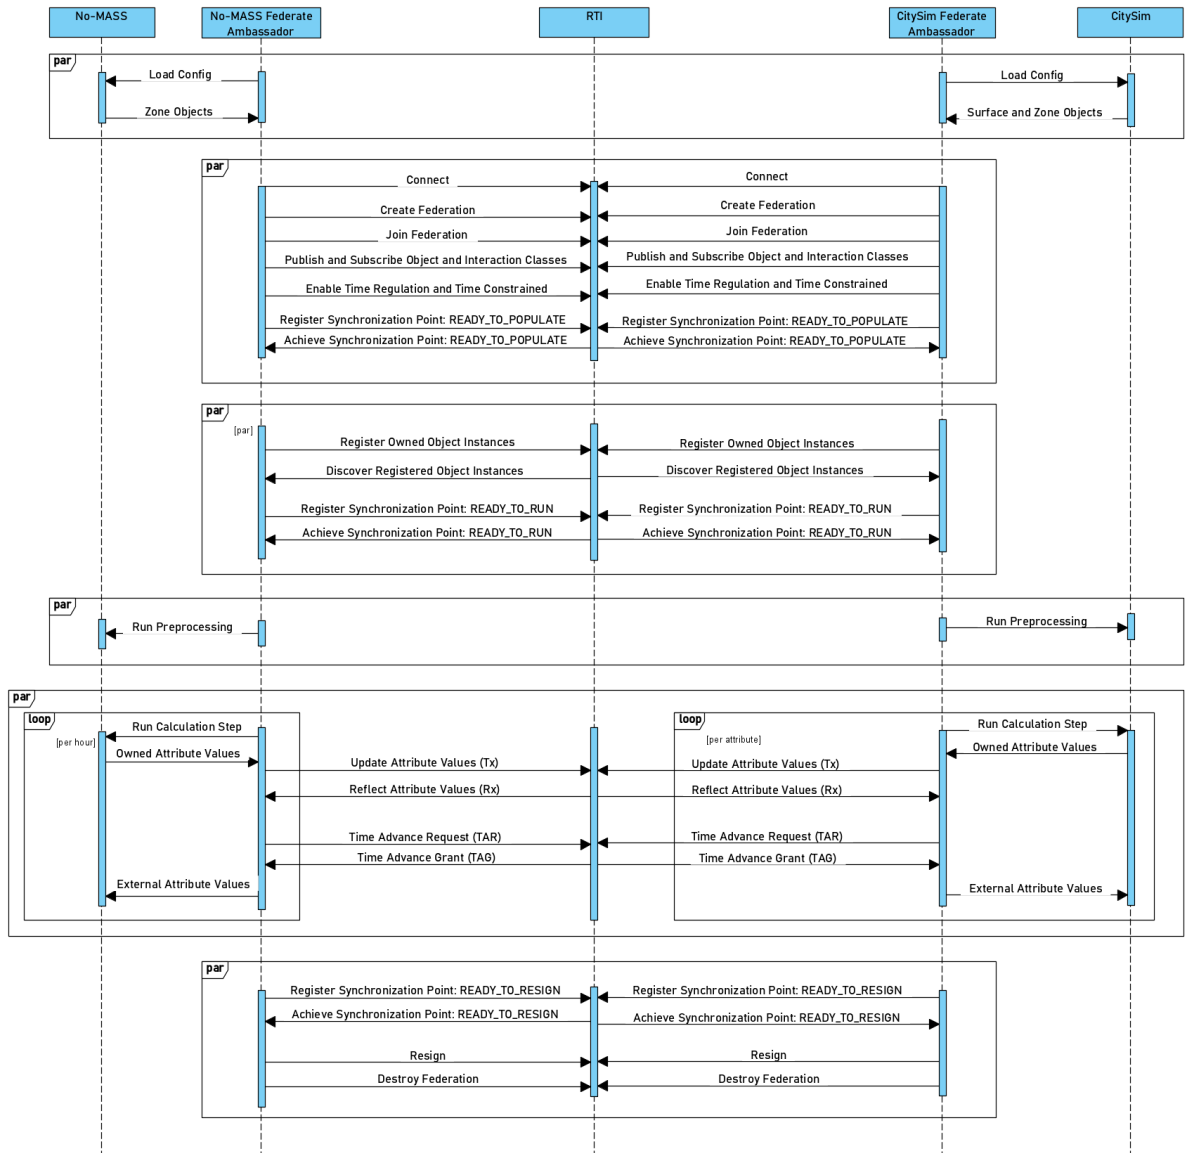 No-MASS
No-MASS Federate
Ambassador
RTI
CitySim Federate
Ambassador
CitySim
par
Load Config
Load Config
Zone Objects
Surface and Zone Objects
par
Connect
Connect
Create Federation
Create Federation
Join Federation
Join Federation
Publish and Subscribe Object and Interaction Classes
Publish and Subscribe Object and Interaction Classes
Enable Time Regulation and Time Constrained
Enable Time Regulation and Time Constrained
Register Synchronization Point: READY_TO_POPULATE
Register Synchronization Point: READY_TO_POPULATE
Achieve Synchronization Point: READY_TO_POPULATE
Achieve Synchronization Point: READY_TO_POPULATE
par
[par]
Register Owned Object Instances
Register Owned Object Instances
Discover Registered Object Instances
Discover Registered Object Instances
Register Synchronization Point: READY_TO_RUN
Register Synchronization Point: READY_TO_RUN
Achieve Synchronization Point: READY_TO_RUN
Achieve Synchronization Point: READY_TO_RUN
par
Run Preprocessing
Run Preprocessing
par
loop
Run Calculation Step
loop
Run Calculation Step
[per hour]
[per attribute]
Owned Attribute Values
Owned Attribute Values
Update Attribute Values (Tx)
Update Attribute Values (Tx)
Reflect Attribute Values (Rx)
Reflect Attribute Values (Rx)
Time Advance Request (TAR)
Time Advance Request (TAR)
Time Advance Grant (TAG)
Time Advance Grant (TAG)
External Attribute Values
External Attribute Values
par
Register Synchronization Point: READY_TO_RESIGN
Register Synchronization Point: READY_TO_RESIGN
Achieve Synchronization Point: READY_TO_RESIGN
Achieve Synchronization Point: READY_TO_RESIGN
Resign
Resign
Destroy Federation
Destroy Federation